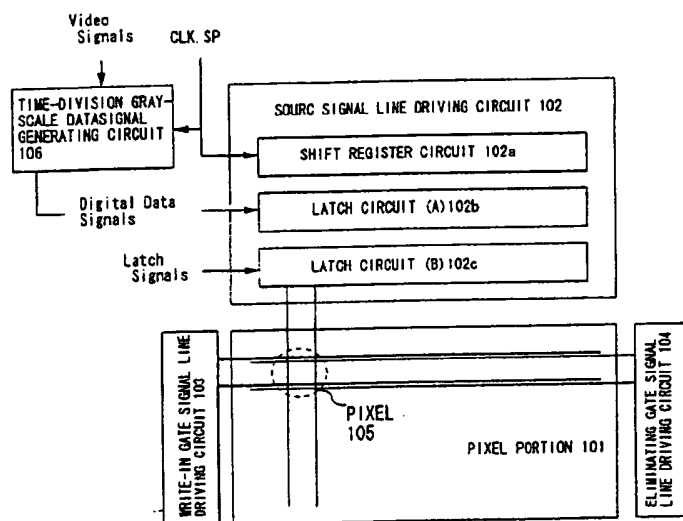 Video
Signals
CLK. SP
TIME-DIVISION GRAY-
SCALE DATASIGNAL
GENERATING CIRCUIT
106
SOURC SIGNAL LINE DRIVING CIRCUIT 102
SHIFT REGISTER CIRCUIT 102a
Digital Data
Signals
LATCH CIRCUIT (A)102b
Latch
Signals
LATCH CIRCUIT (B)102c
WRITE-IN GATE SIGNAL LINE
DRIVING CIRCUIT 103
PIXEL
105
PIXEL PORTION 101
ELIMINATING GATE SIGNAL
LINE DRIVING CIRCUIT 104